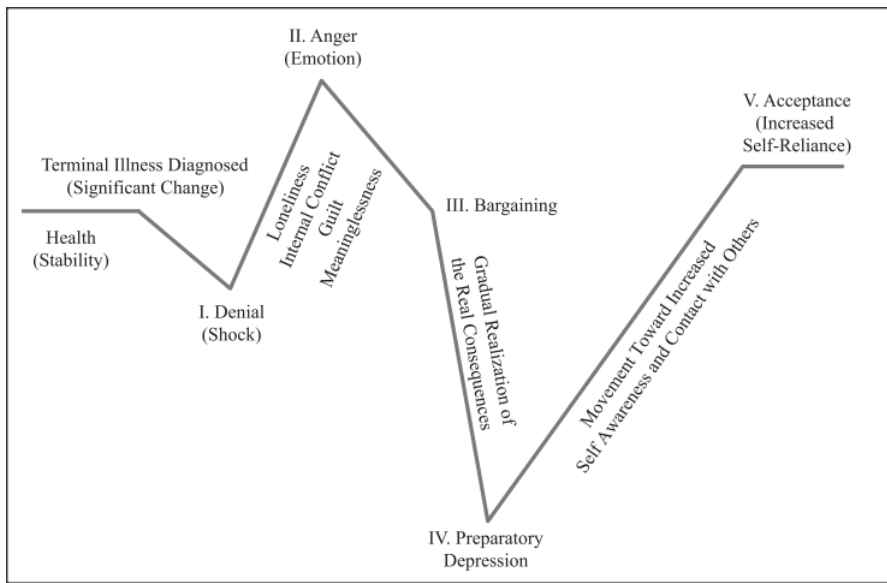 II. Anger
(Emotion)
V. Acceptance
(Increased
Self-Reliance)
Terminal Illness Diagnosed
(Significant Change)
Health
(Stability)
I. Denial
(Shock)
Loneliness
Internal Conflict
Guilt
Meaninglessness
III. Bargaining
Gradual Realization of
the Real Consequences
IV. Preparatory
Depression
Movement Toward Increased
Self Awareness and Contact with Others